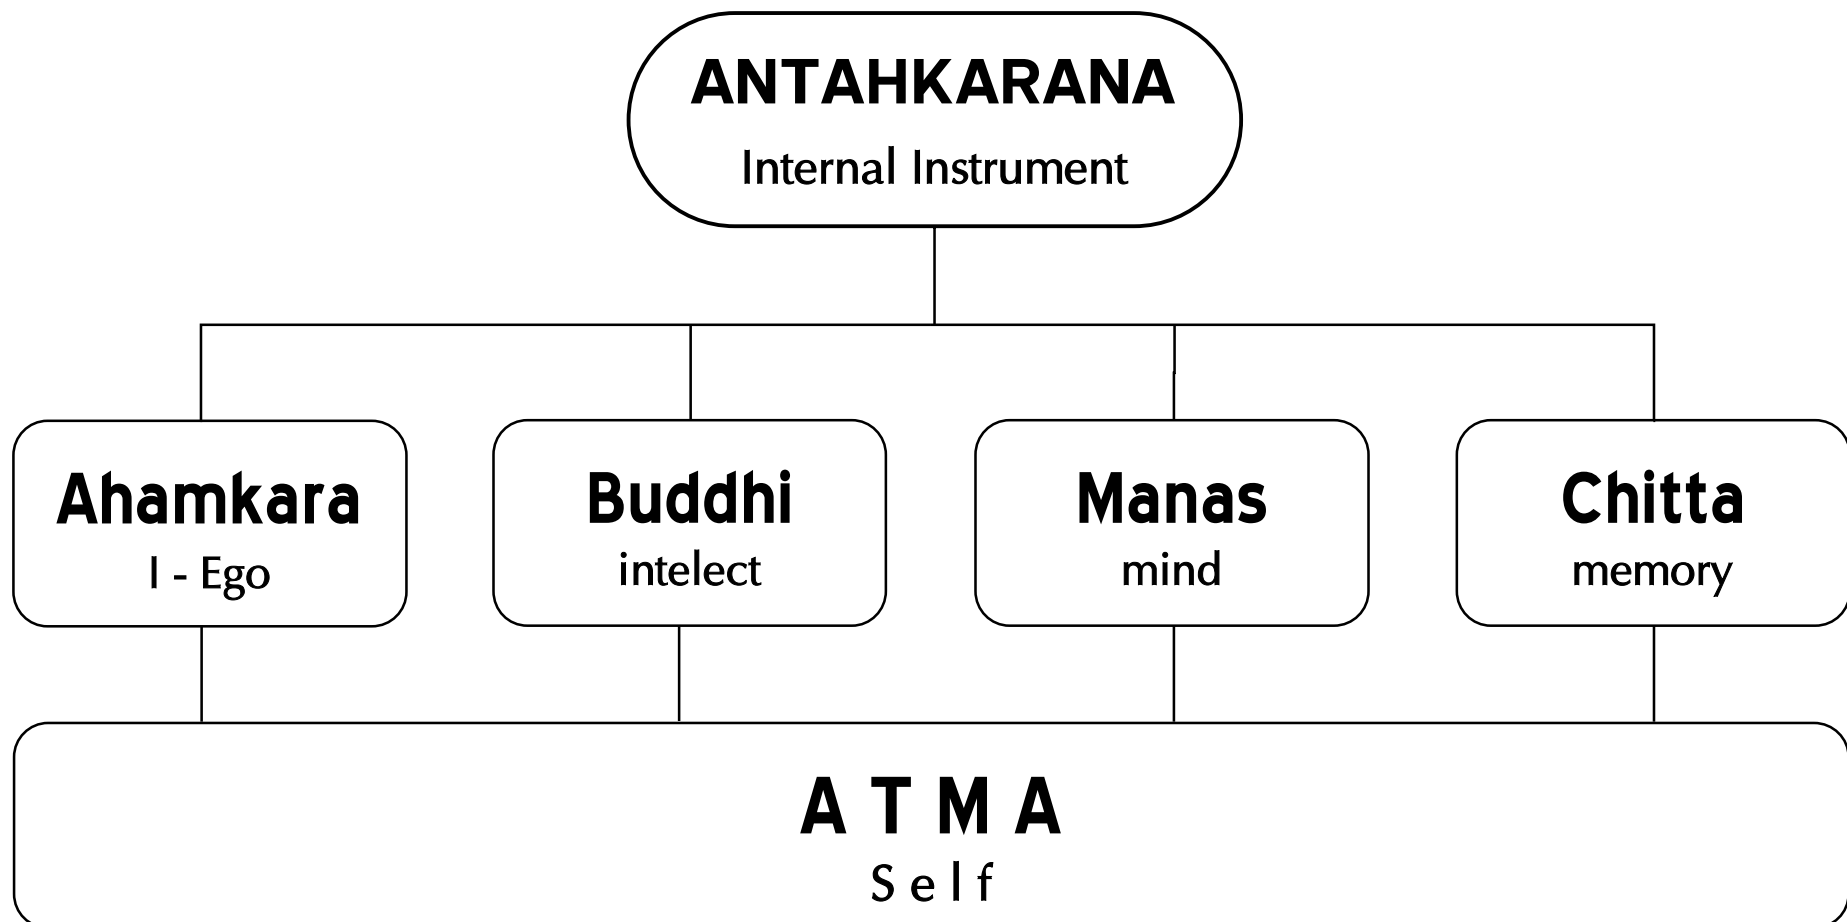 ANTAHKARANA
Internal Instrument
Ahamkara
I - Ego
Buddhi
intelect
Manas
mind
Chitta
memory
A T M A
S e l f